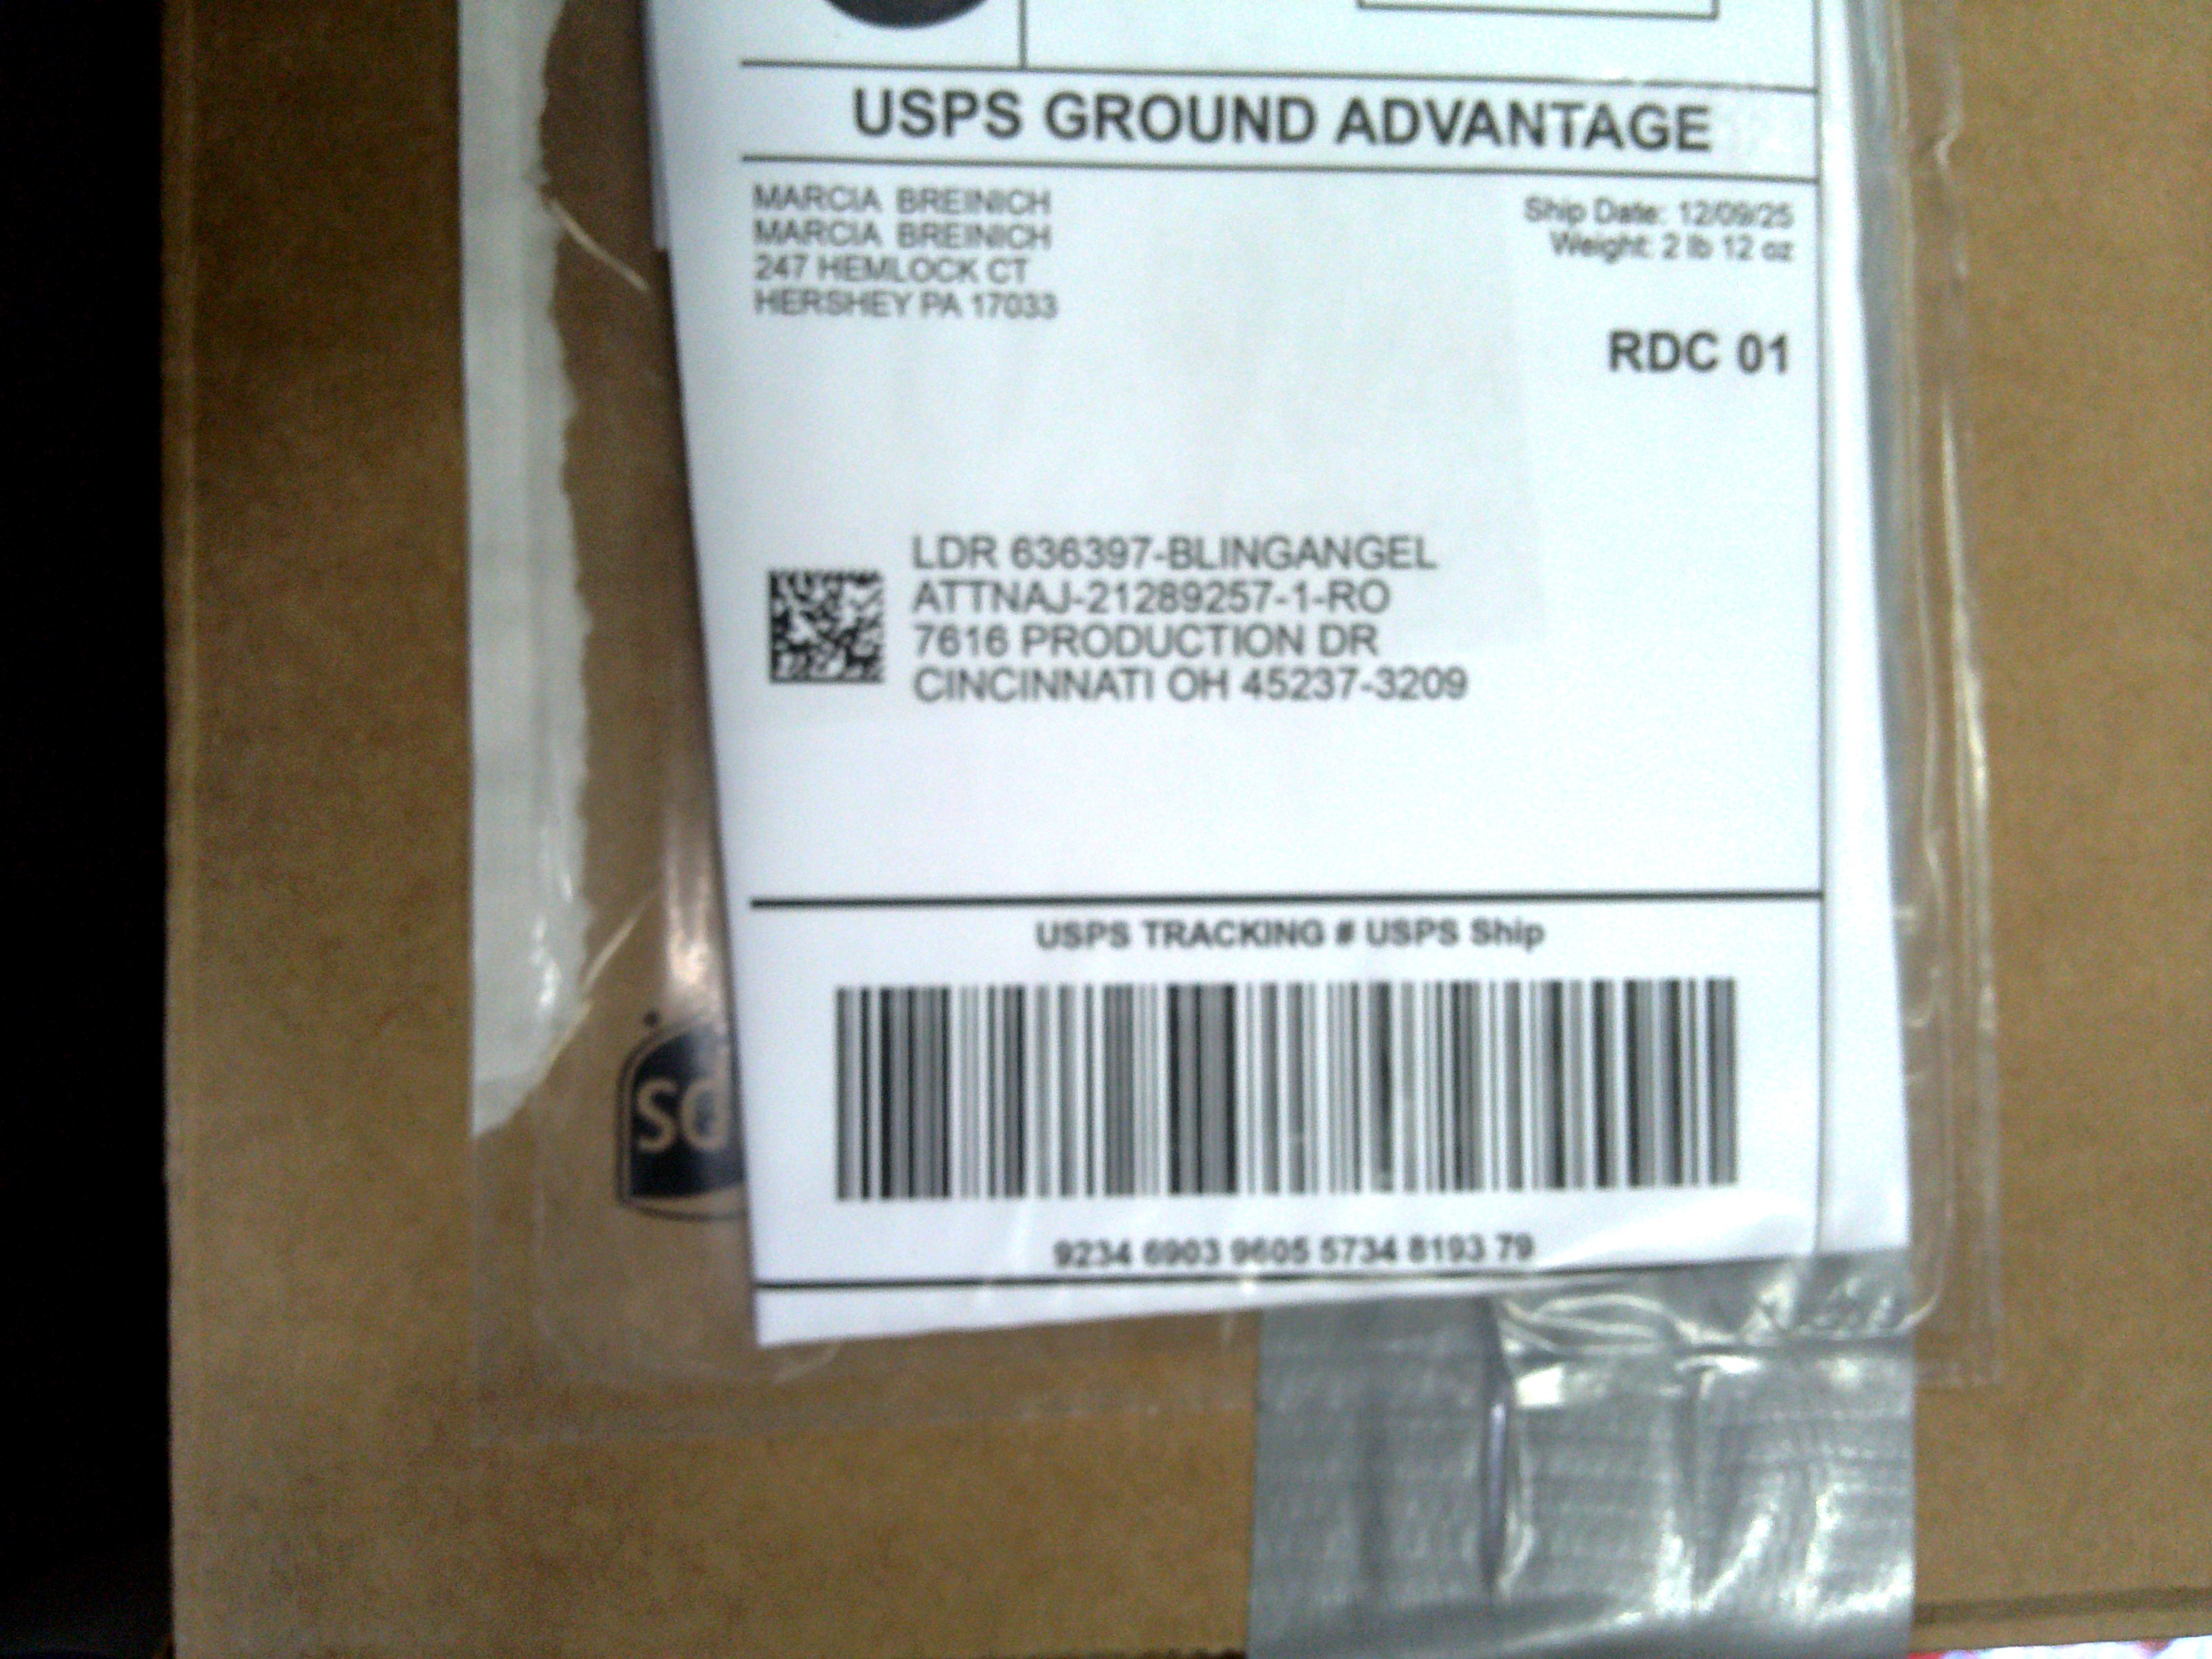 USPS GROUND ADVANTAGE
MARCIA BREINICH
MARCIA BREINICH
247 HEMLOCK CT
HERSHEY PA 17033
Ship Date: 12/09/25
Weight: 2 lb 12 oz
RDC 01
LDR 636397-BLINGANGEL
ATTNAJ-21289257-1-RO
7616 PRODUCTION DR
CINCINNATI OH 45237-3209
USPS TRACKING # USPS Ship
9234 6903 9605 5734 8193 79